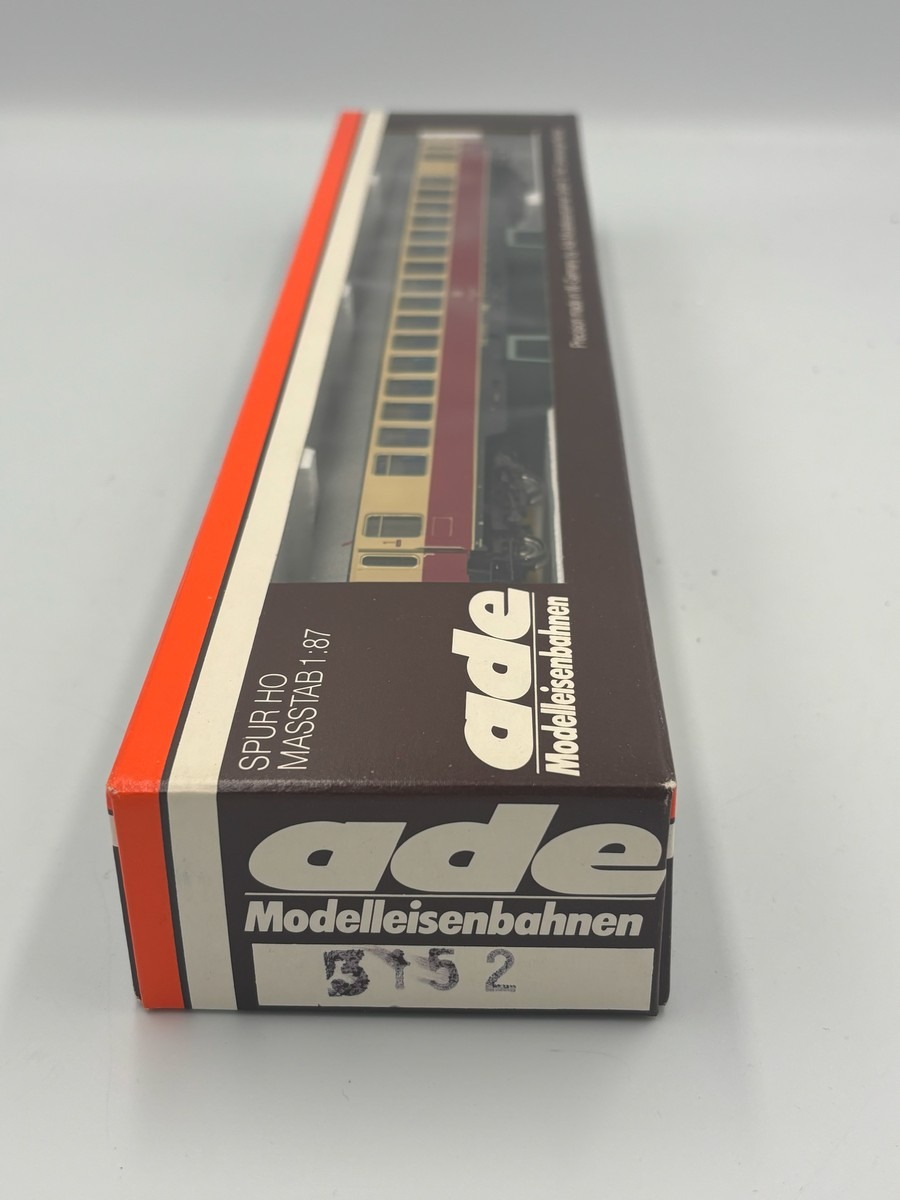 SPUR HO
MASSTAB 1:87
ade
Modelleisenbahnen
ade
Modelleisenbahnen
3152